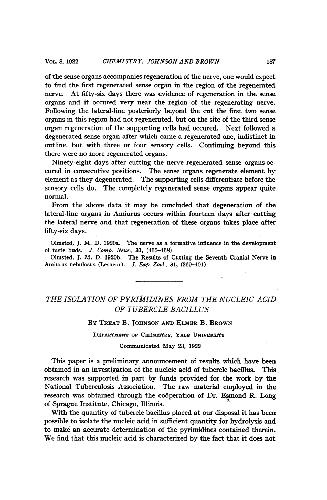 VOL. 8, 1922 CHEMISTRY: JOHNSON AND BROWN 187
of the sense organs accompanies regeneration of the nerve, one would expect
to find the first regenerated sense organ in the region of the regenerated
nerve. At fifty-six days there was evidence of regeneration in the sense
organs and it occured very near the region of the regenerating nerve.
Following the lateral-line posteriorly beyond the cut the first two sense
organs in this region had not regenerated, but on the site of the third sense
organ regeneration of the supporting cells had occured. Next followed a
degenerated sense organ after which came a regenerated one, indistinct in
outline, but with three or four sensory cells. Continuing beyond this
there were no more regenerated organs.
Ninety-eight days after cutting the nerve regenerated sense organs oc-
cured in consecutive positions. The sense organs regenerate element by
element as they degenerated. The supporting cells differentiate before the
sensory cells do. The completely regenerated sense organs appear quite
normal.
From the above data it may be concluded that degeneration of the
lateral-line organs in Amiurus occurs within fourteen days after cutting
the lateral nerve and that regeneration of these organs takes place after
fifty-six days.
Olmsted, J. M. D. 1920a. The nerve as a formative influence in the development
of taste buds. J. Comp. Neur., 31, (465-468).
Olmsted, J. M. D. 1920b. The Results of Cutting the Seventh Cranial Nerve in
Amiurus nebulosus (Lesueur). J. Exp. Zool., 31, (369-401).
THE ISOLATION OF PYRIMIDINES FROM THE NUCLEIC ACID
OF TUBERCLE BACILLUS
BY TREAT B. JOHNSON AND ELMER B. BROWN
DEPARTMENT OF CHEMISTRY, YALE UNIVERSITY
Communicated May 23, 1922
This paper is a preliminary announcement of results which have been
obtained in an investigation of the nucleic acid of tubercle bacillus. This
research was supported in part by funds provided for the work by the
National Tuberculosis Association. The raw material employed in the
research was obtained through the coöperation of Dr. Esmond R. Long
of Sprague Institute, Chicago, Illinois.
With the quantity of tubercle bacillus placed at our disposal it has been
possible to isolate the nucleic acid in sufficient quantity for hydrolysis and
to make an accurate determination of the pyrimidines contained therein.
We find that this nucleic acid is characterized by the fact that it does not